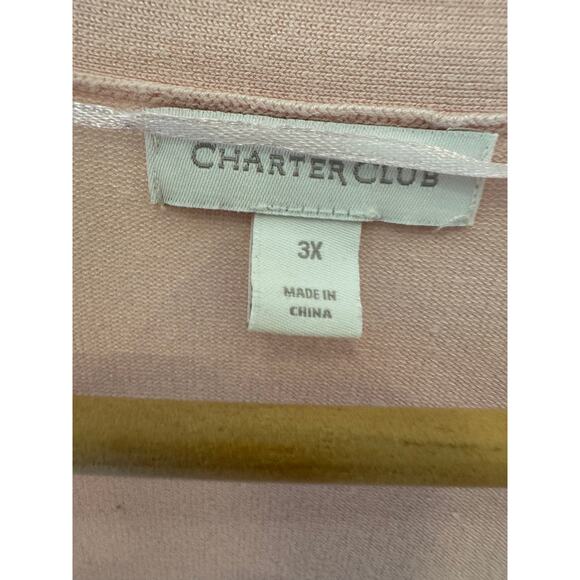 CHARTER CLUB
3X
MADE IN
CHINA